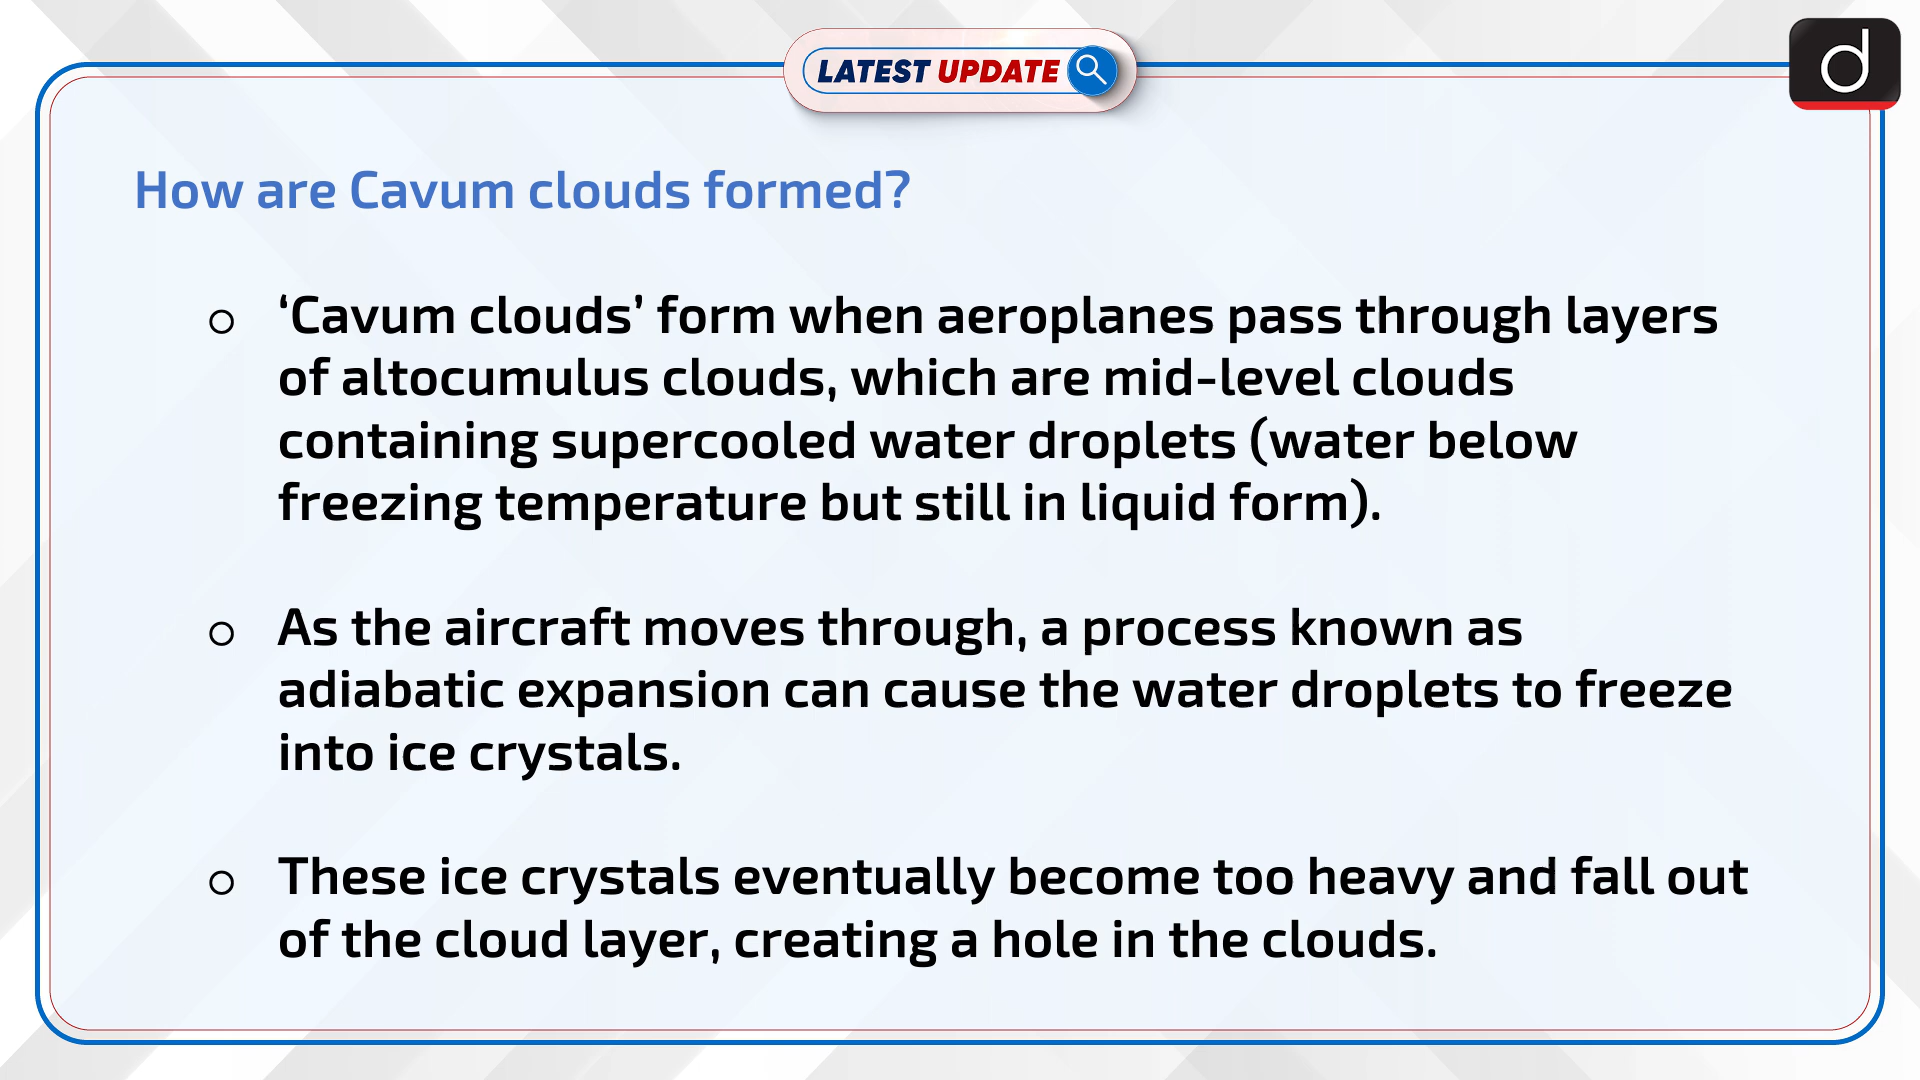 LATEST UPDATE
d
How are Cavum clouds formed?
‘Cavum clouds’ form when aeroplanes pass through layers
of altocumulus clouds, which are mid-level clouds
containing supercooled water droplets (water below
freezing temperature but still in liquid form).
As the aircraft moves through, a process known as
adiabatic expansion can cause the water droplets to freeze
into ice crystals.
These ice crystals eventually become too heavy and fall out
of the cloud layer, creating a hole in the clouds.